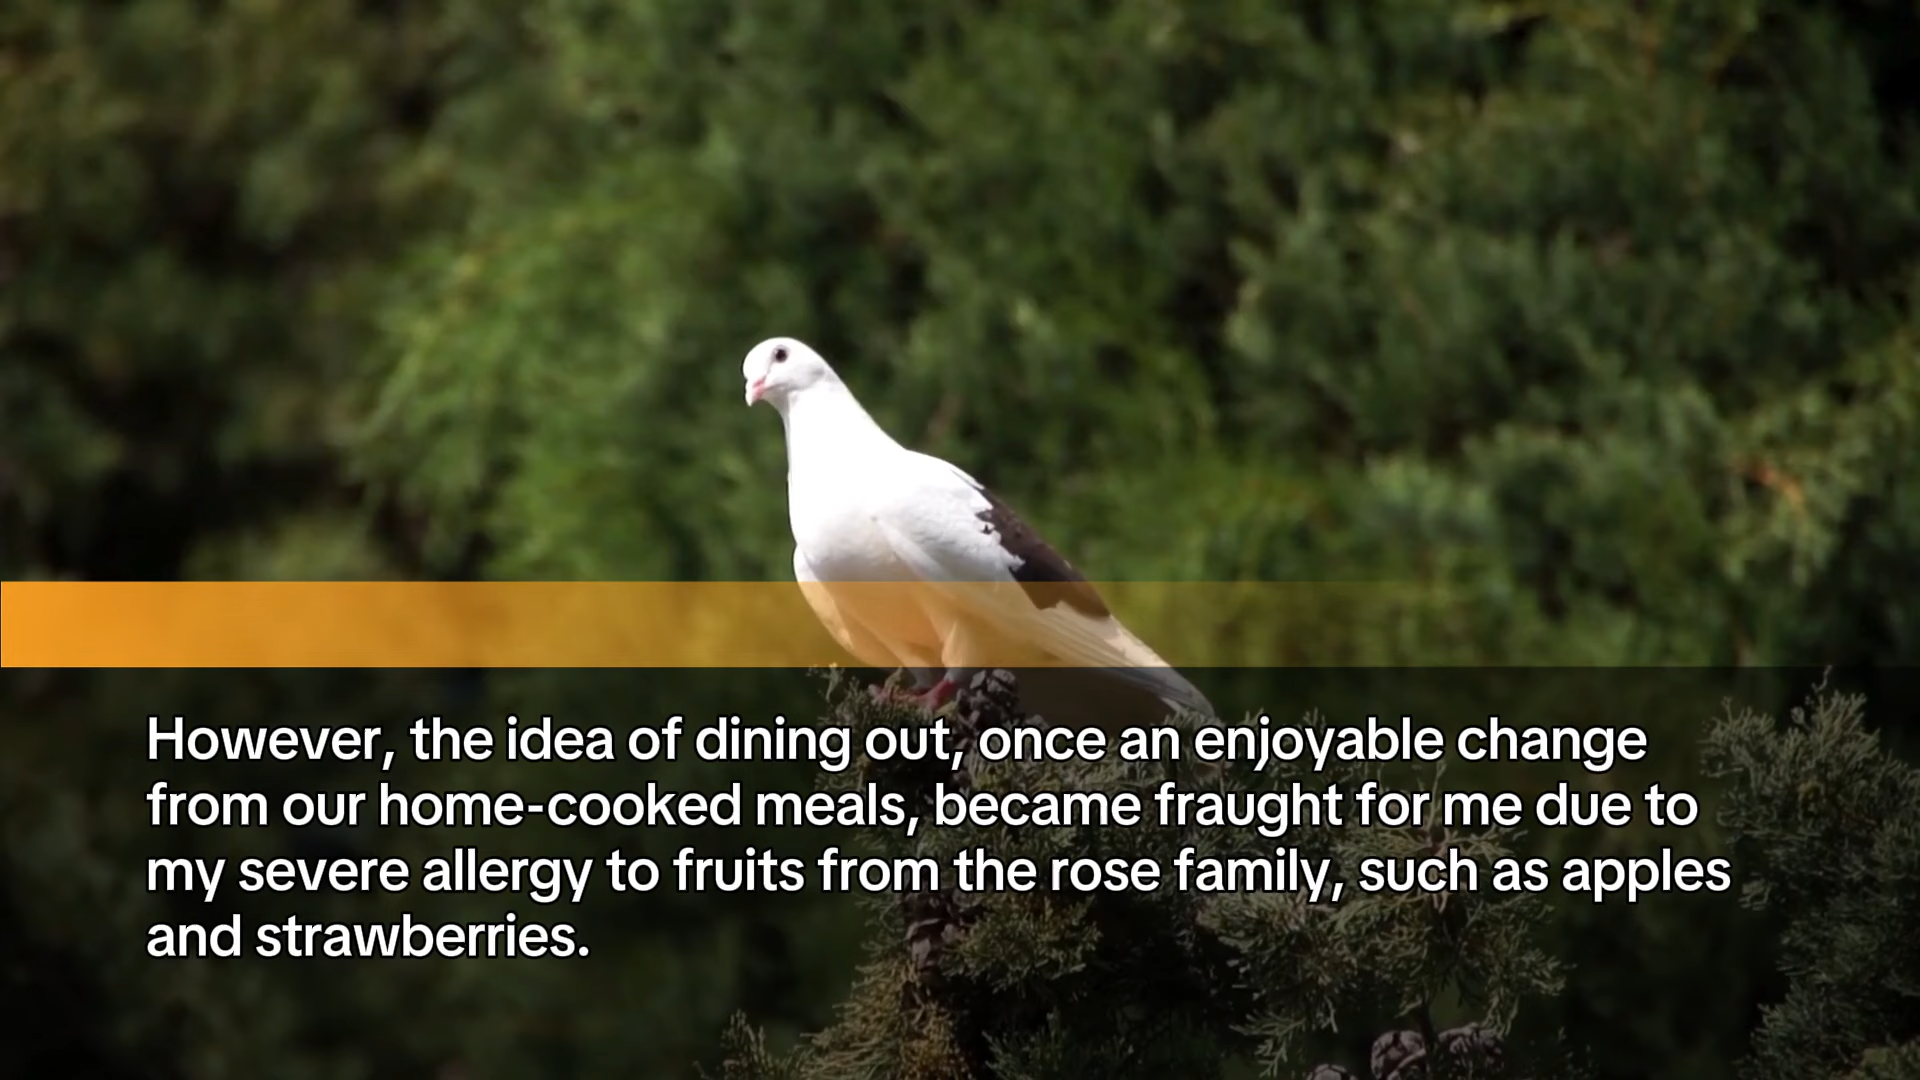 However, the idea of dining out, once an enjoyable change
from our home-cooked meals, became fraught for me due to
my severe allergy to fruits from the rose family, such as apples
and strawberries.